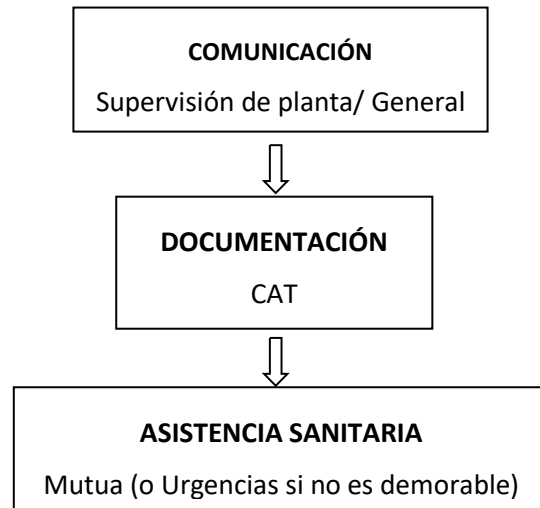 COMUNICACIÓN
Supervisión de planta/ General
DOCUMENTACIÓN
CAT
ASISTENCIA SANITARIA
Mutua (o Urgencias si no es demorable)